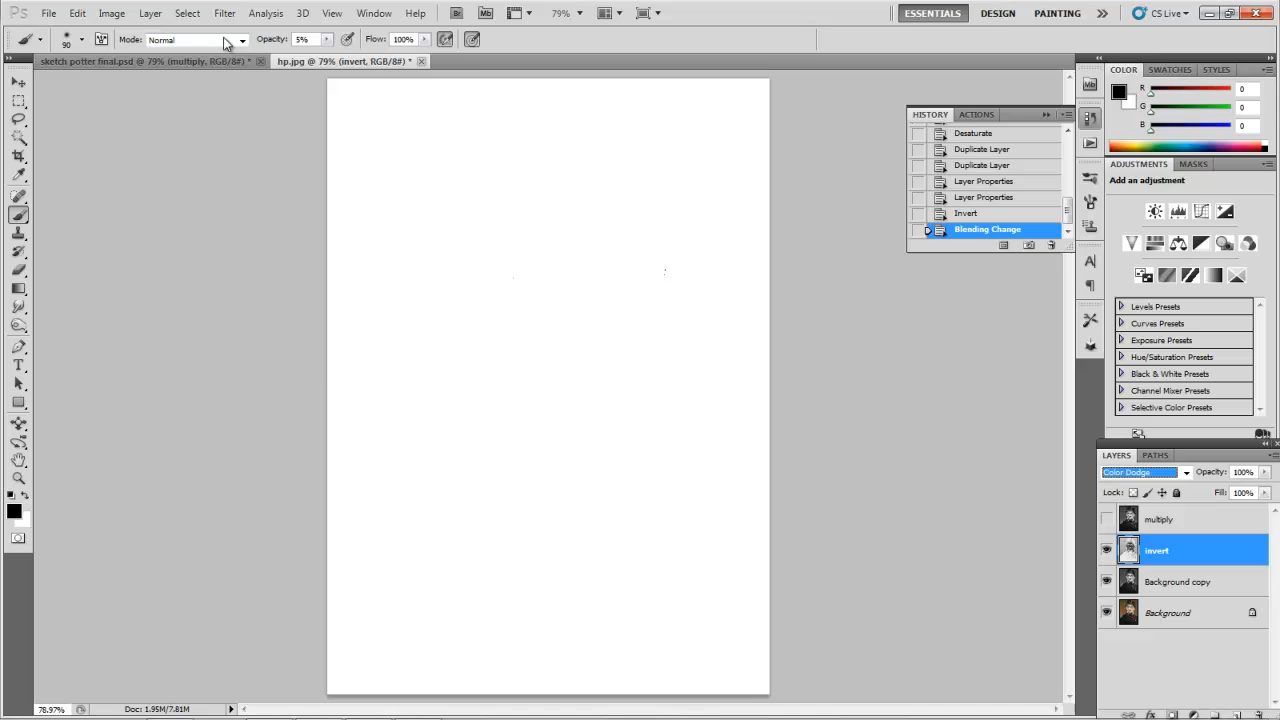 Ps File Edit Image Layer Select Filter Analysis 3D View Window Help Br Mb 79% ESSENTIALS DESIGN PAINTING CS Live
90 Mode: Normal Opacity: 5% Flow: 100%
sketch potter final.psd @ 79% (multiply, RGB/8#) * hp.jpg @ 79% (invert, RGB/8#) *
COLOR SWATCHES STYLES
Mb
R 0
G 0
B 0
HISTORY ACTIONS
Desaturate
Duplicate Layer
Duplicate Layer
Layer Properties
Layer Properties
Invert
Blending Change
ADJUSTMENTS MASKS
Add an adjustment
Levels Presets
Curves Presets
Exposure Presets
Hue/Saturation Presets
Black & White Presets
Channel Mixer Presets
Selective Color Presets
LAYERS PATHS
Color Dodge Opacity: 100%
Lock: Fill: 100%
multiply
invert
Background copy
Background
78.97% Doc: 1.95M/7.81M